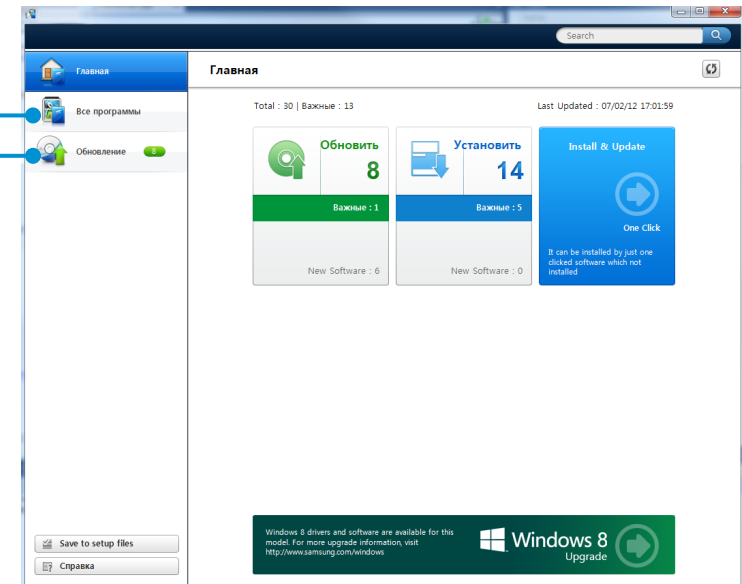 Search
Главная
Все программы
Обновление 8
Главная
Total : 30 | Важные : 13
Last Updated : 07/02/12 17:01:59
Обновить
8
Важные : 1
New Software : 6
Установить
14
Важные : 5
New Software : 0
Install & Update
One Click
It can be installed by just one
clicked software which not
installed
Windows 8 drivers and software are available for this
model. For more upgrade information, visit
http://www.samsung.com/windows
Windows 8
Upgrade
Save to setup files
Справка